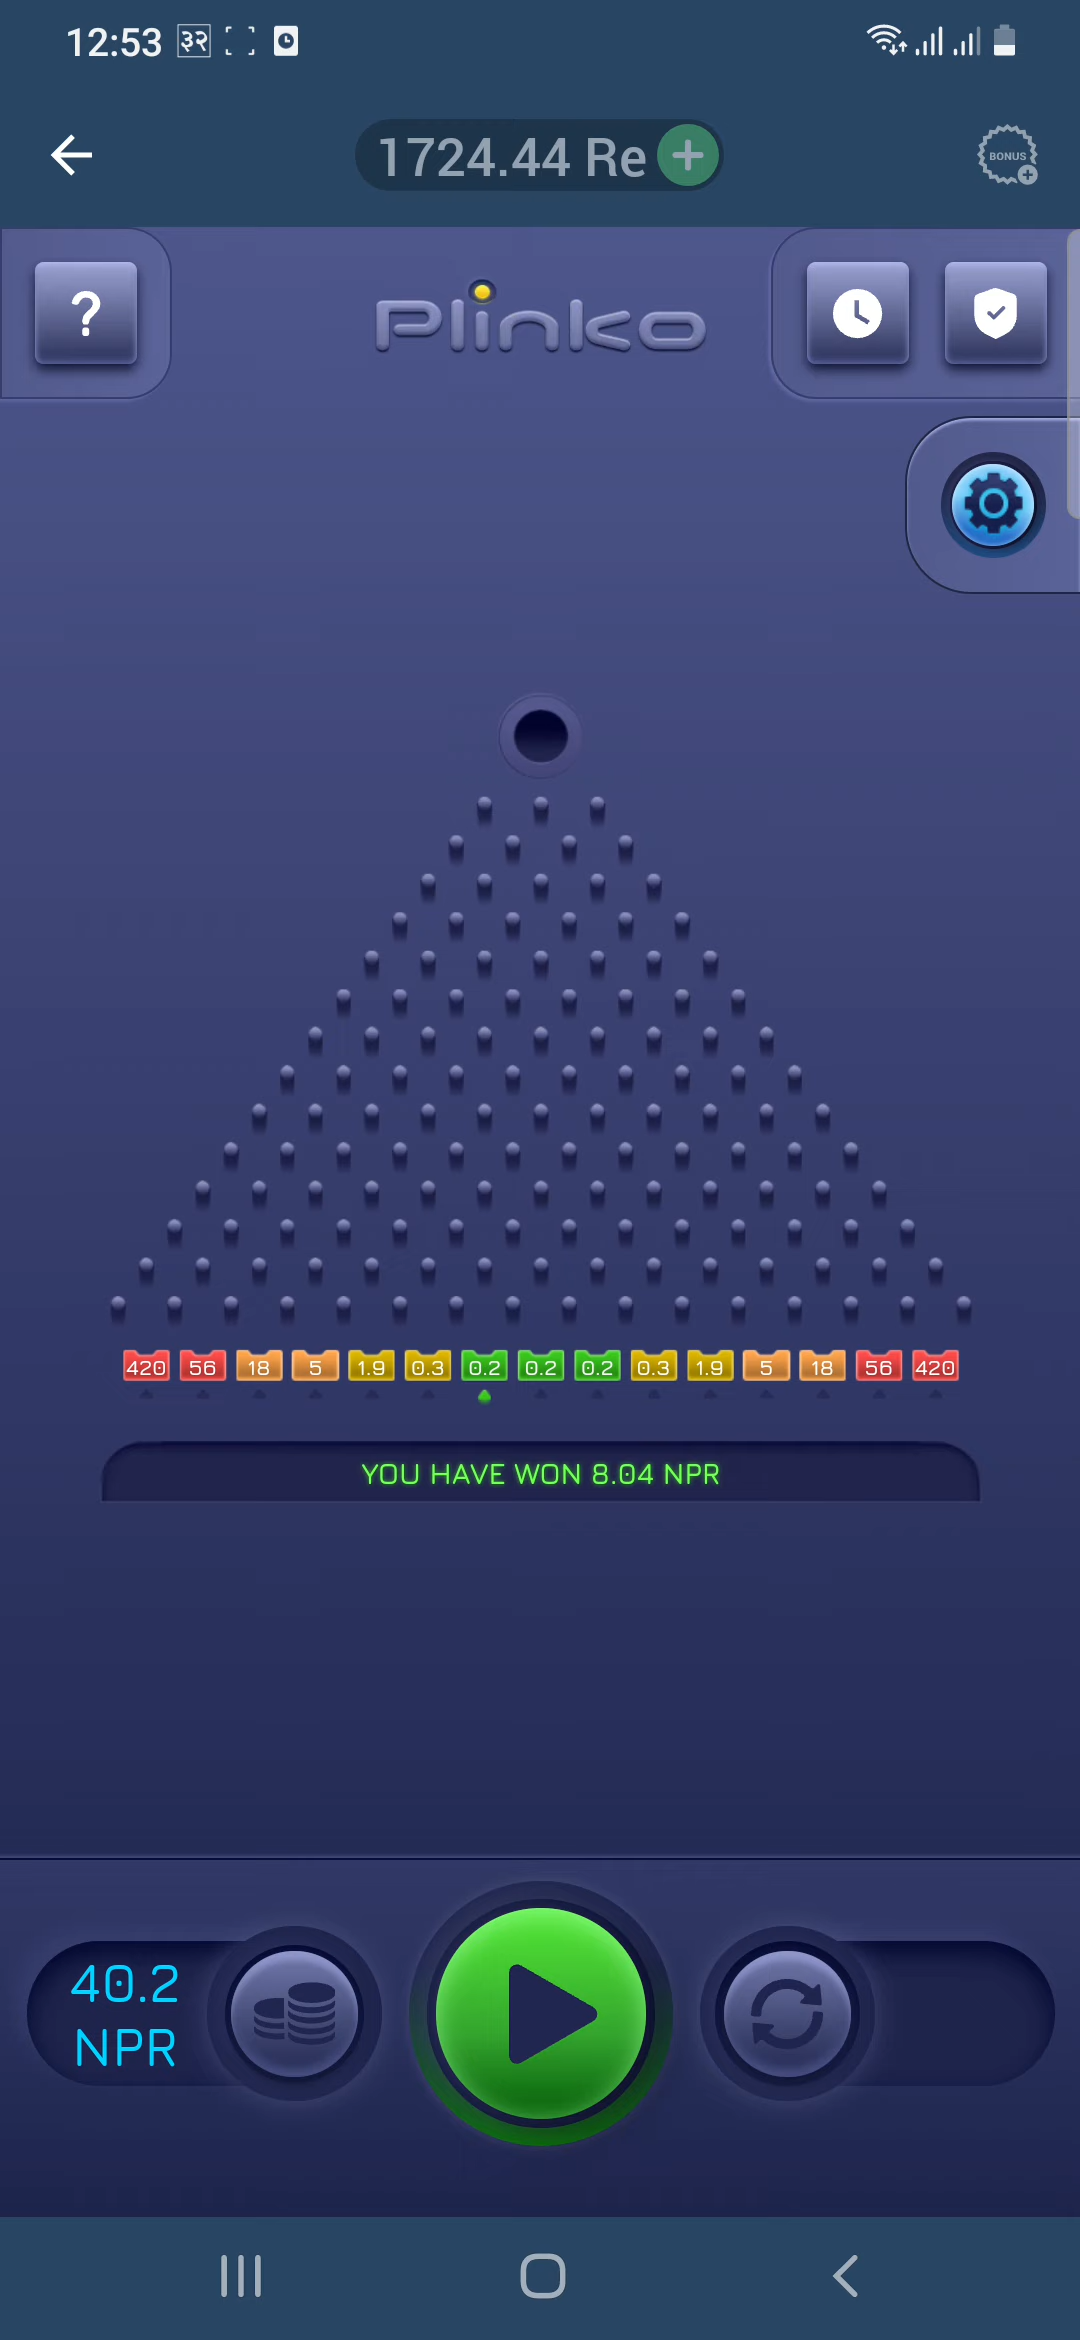 12:53 ३२
1724.44 Re
BONUS
?
Plinko
420 56 18 5 1.9 0.3 0.2 0.2 0.2 0.3 1.9 5 18 56 420
YOU HAVE WON 8.04 NPR
40.2
NPR